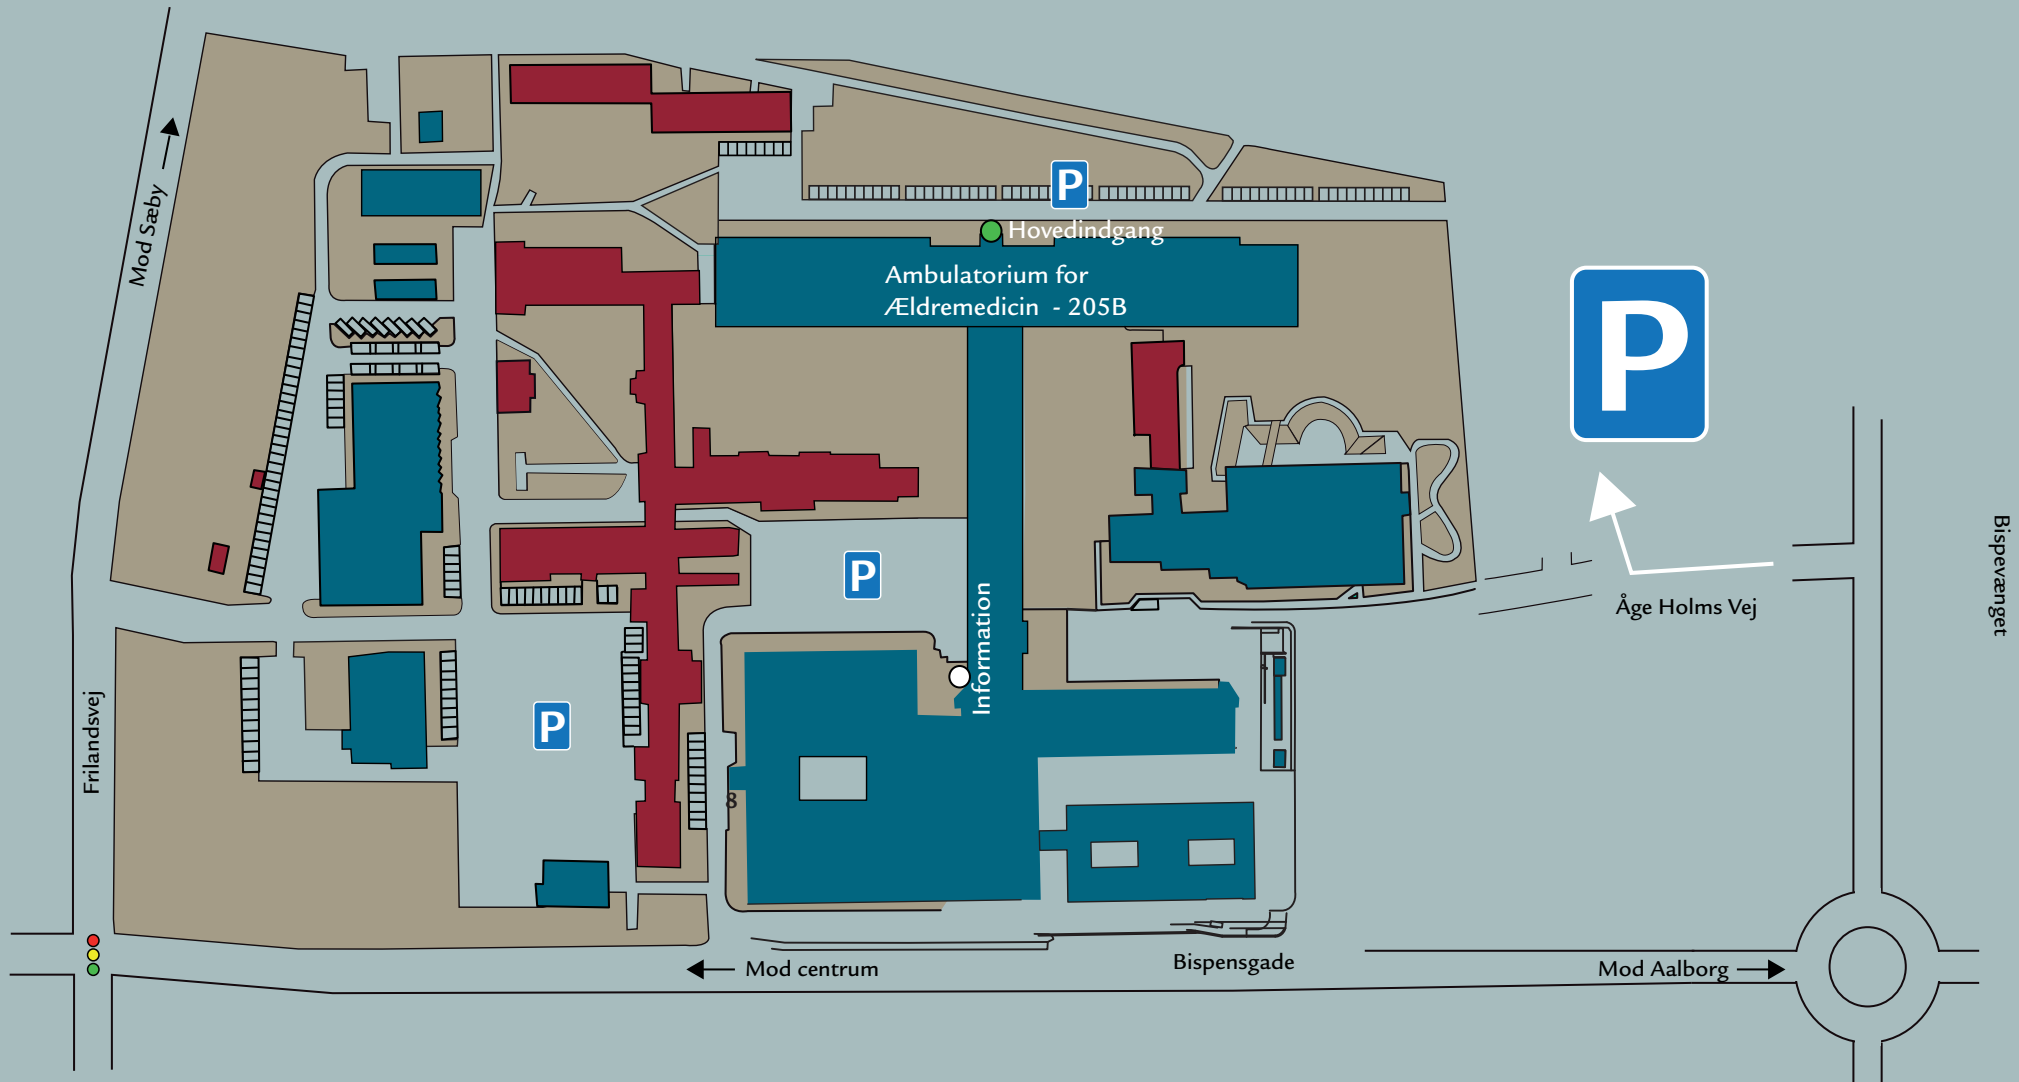 P
Hovedindgang
Ambulatorium for
Ældremedicin - 205B
Mod Sæby
P
P
Information
Åge Holms Vej
Bispevænget
P
Frilandsvej
8
Mod centrum
Bispensgade
Mod Aalborg